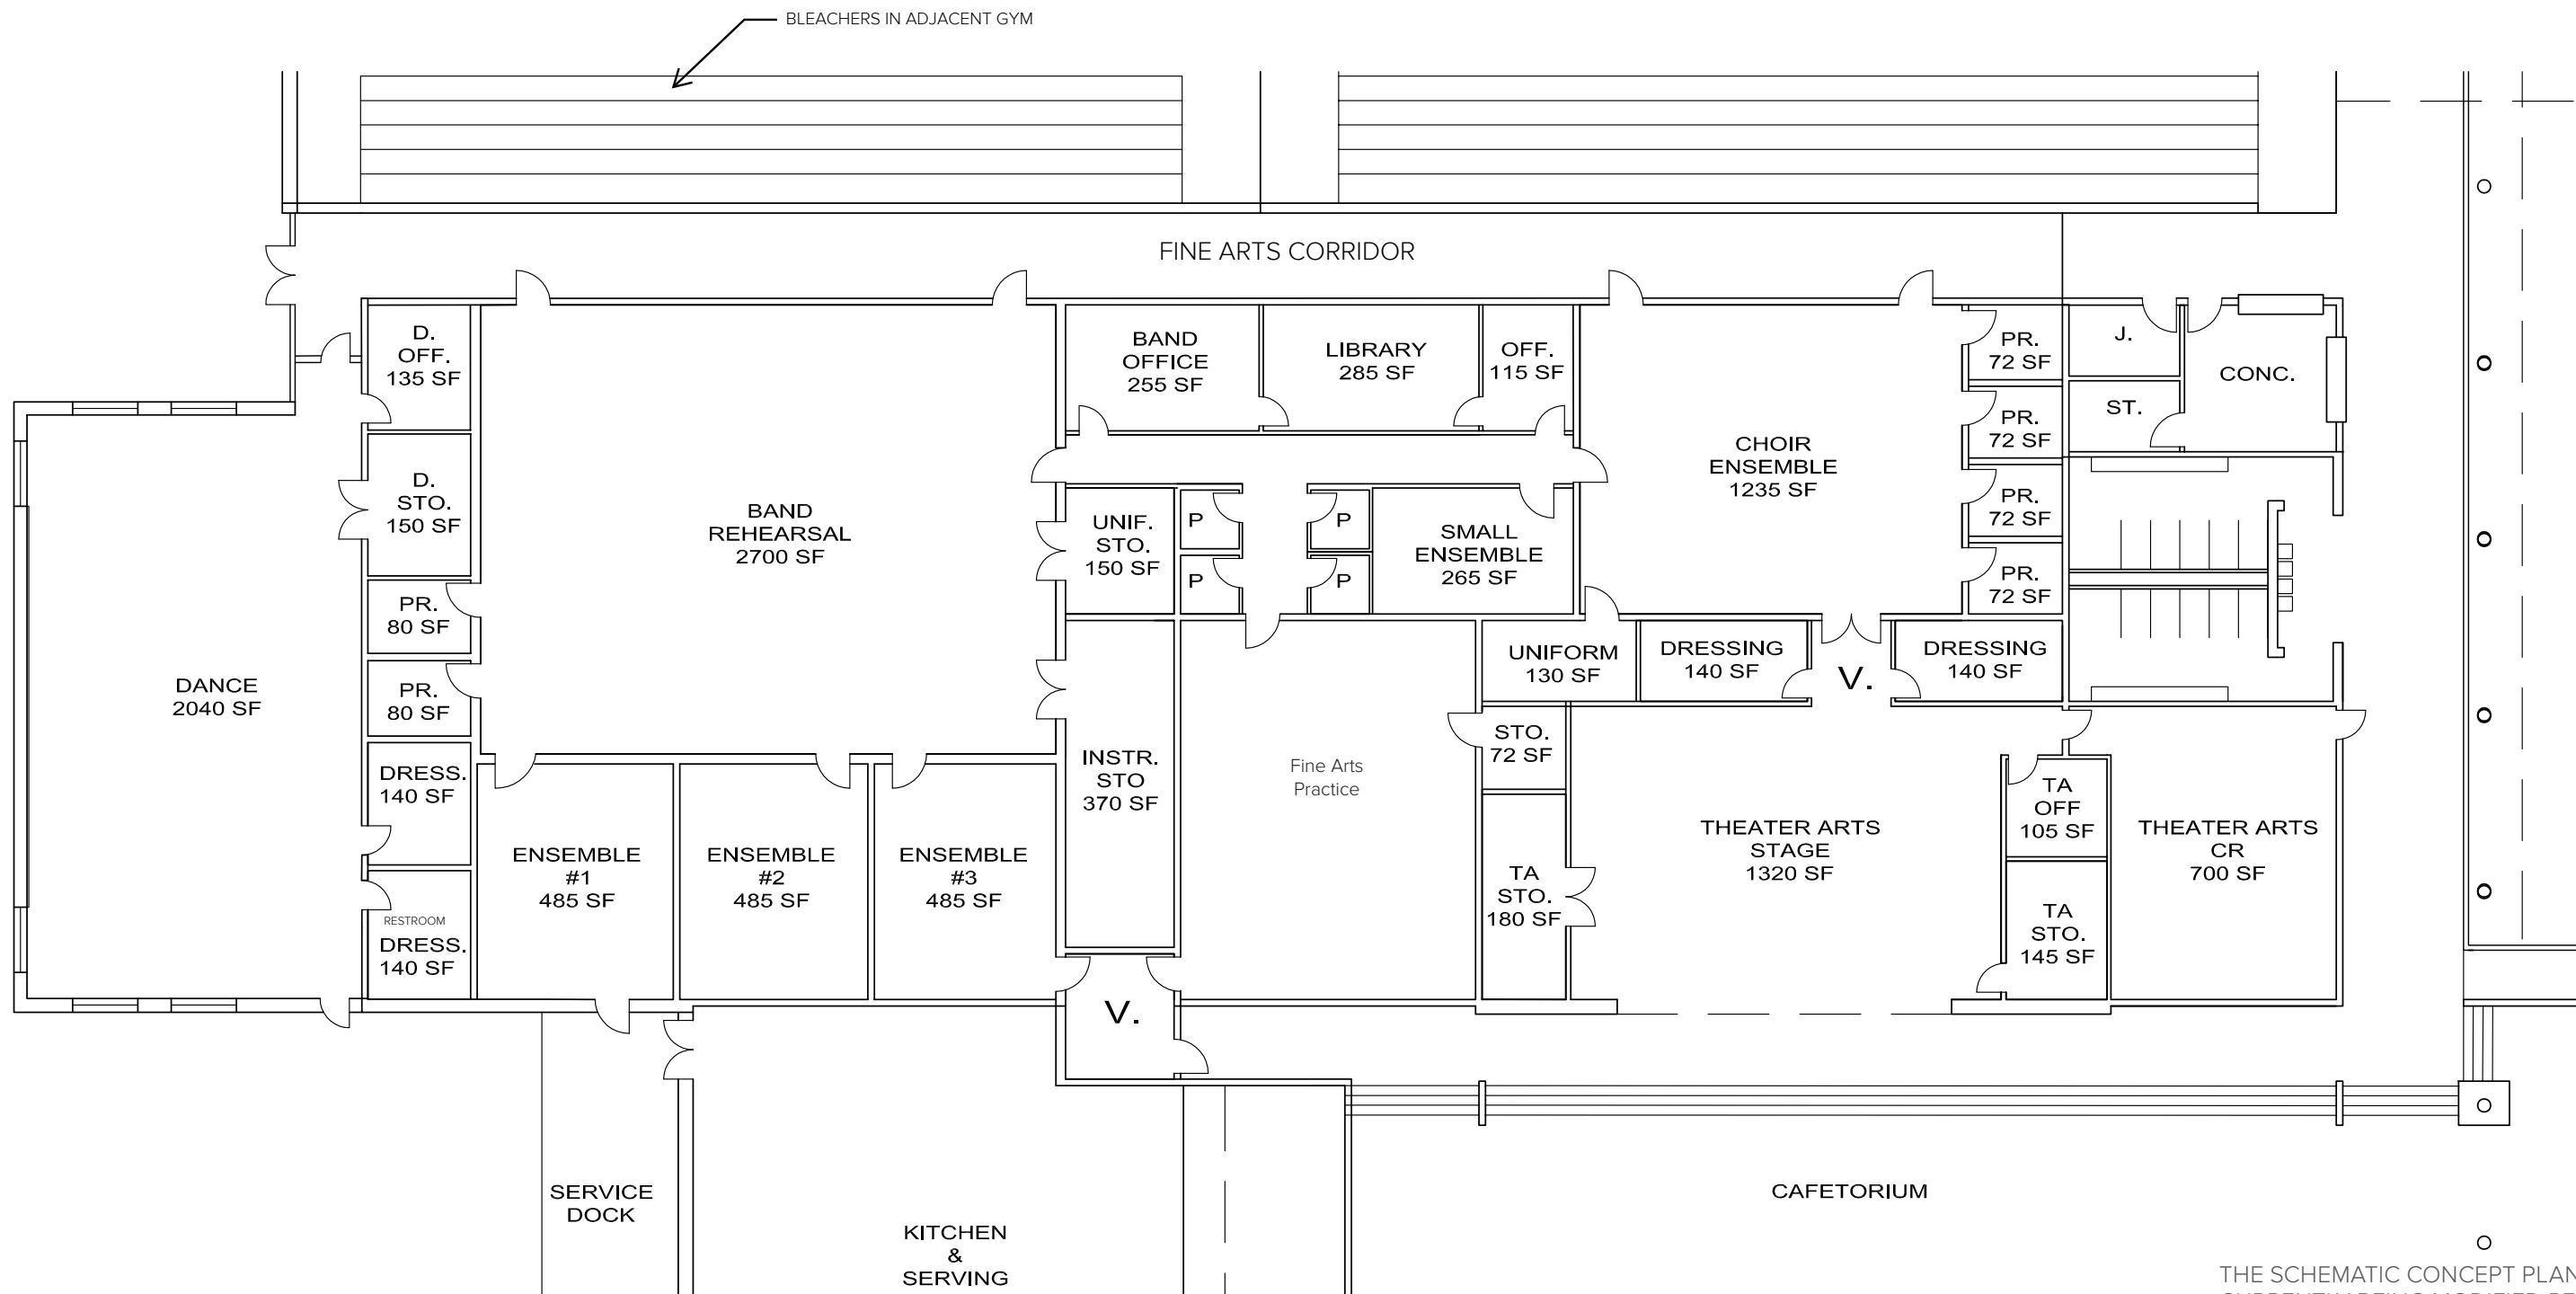 BLEACHERS IN ADJACENT GYM
FINE ARTS CORRIDOR
D.
OFF.
135 SF
D.
STO.
150 SF
PR.
80 SF
PR.
80 SF
DRESS.
140 SF
RESTROOM
DRESS.
140 SF
DANCE
2040 SF
BAND
REHEARSAL
2700 SF
ENSEMBLE
#1
485 SF
ENSEMBLE
#2
485 SF
ENSEMBLE
#3
485 SF
BAND
OFFICE
255 SF
LIBRARY
285 SF
OFF.
115 SF
UNIF.
STO.
150 SF
P
P
P
P
SMALL
ENSEMBLE
265 SF
INSTR.
STO
370 SF
Fine Arts
Practice
V.
CHOIR
ENSEMBLE
1235 SF
PR.
72 SF
PR.
72 SF
PR.
72 SF
PR.
72 SF
J.
ST.
CONC.
UNIFORM
130 SF
DRESSING
140 SF
V.
DRESSING
140 SF
STO.
72 SF
TA
STO.
180 SF
THEATER ARTS
STAGE
1320 SF
TA
OFF
105 SF
TA
STO.
145 SF
THEATER ARTS
CR
700 SF
SERVICE
DOCK
KITCHEN
&
SERVING
CAFETORIUM
THE SCHEMATIC CONCEPT PLAN